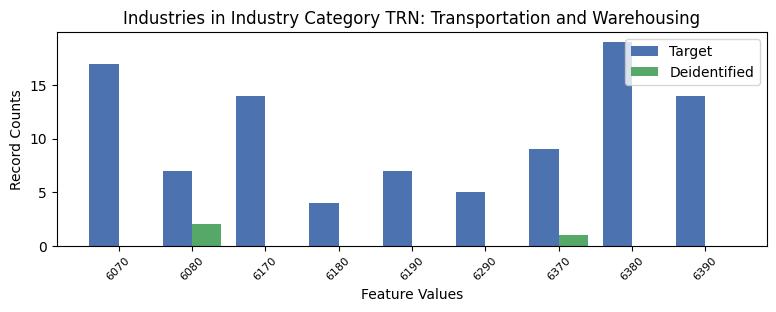 Industries in Industry Category TRN: Transportation and Warehousing
Target
Deidentified
Record Counts
15
10
5
0
6070 6080 6170 6180 6190 6290 6370 6380 6390
Feature Values